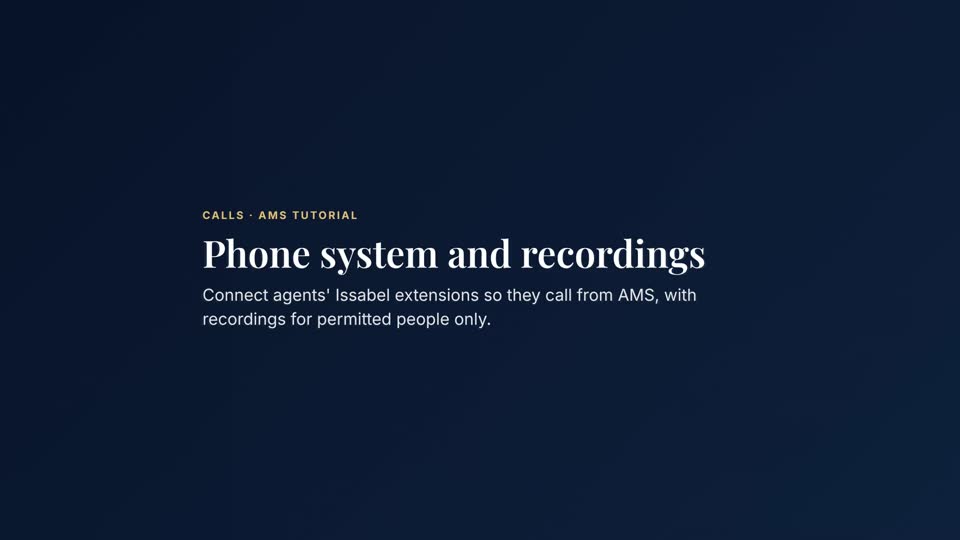 CALLS · AMS TUTORIAL
Phone system and recordings
Connect agents' Issabel extensions so they call from AMS, with
recordings for permitted people only.